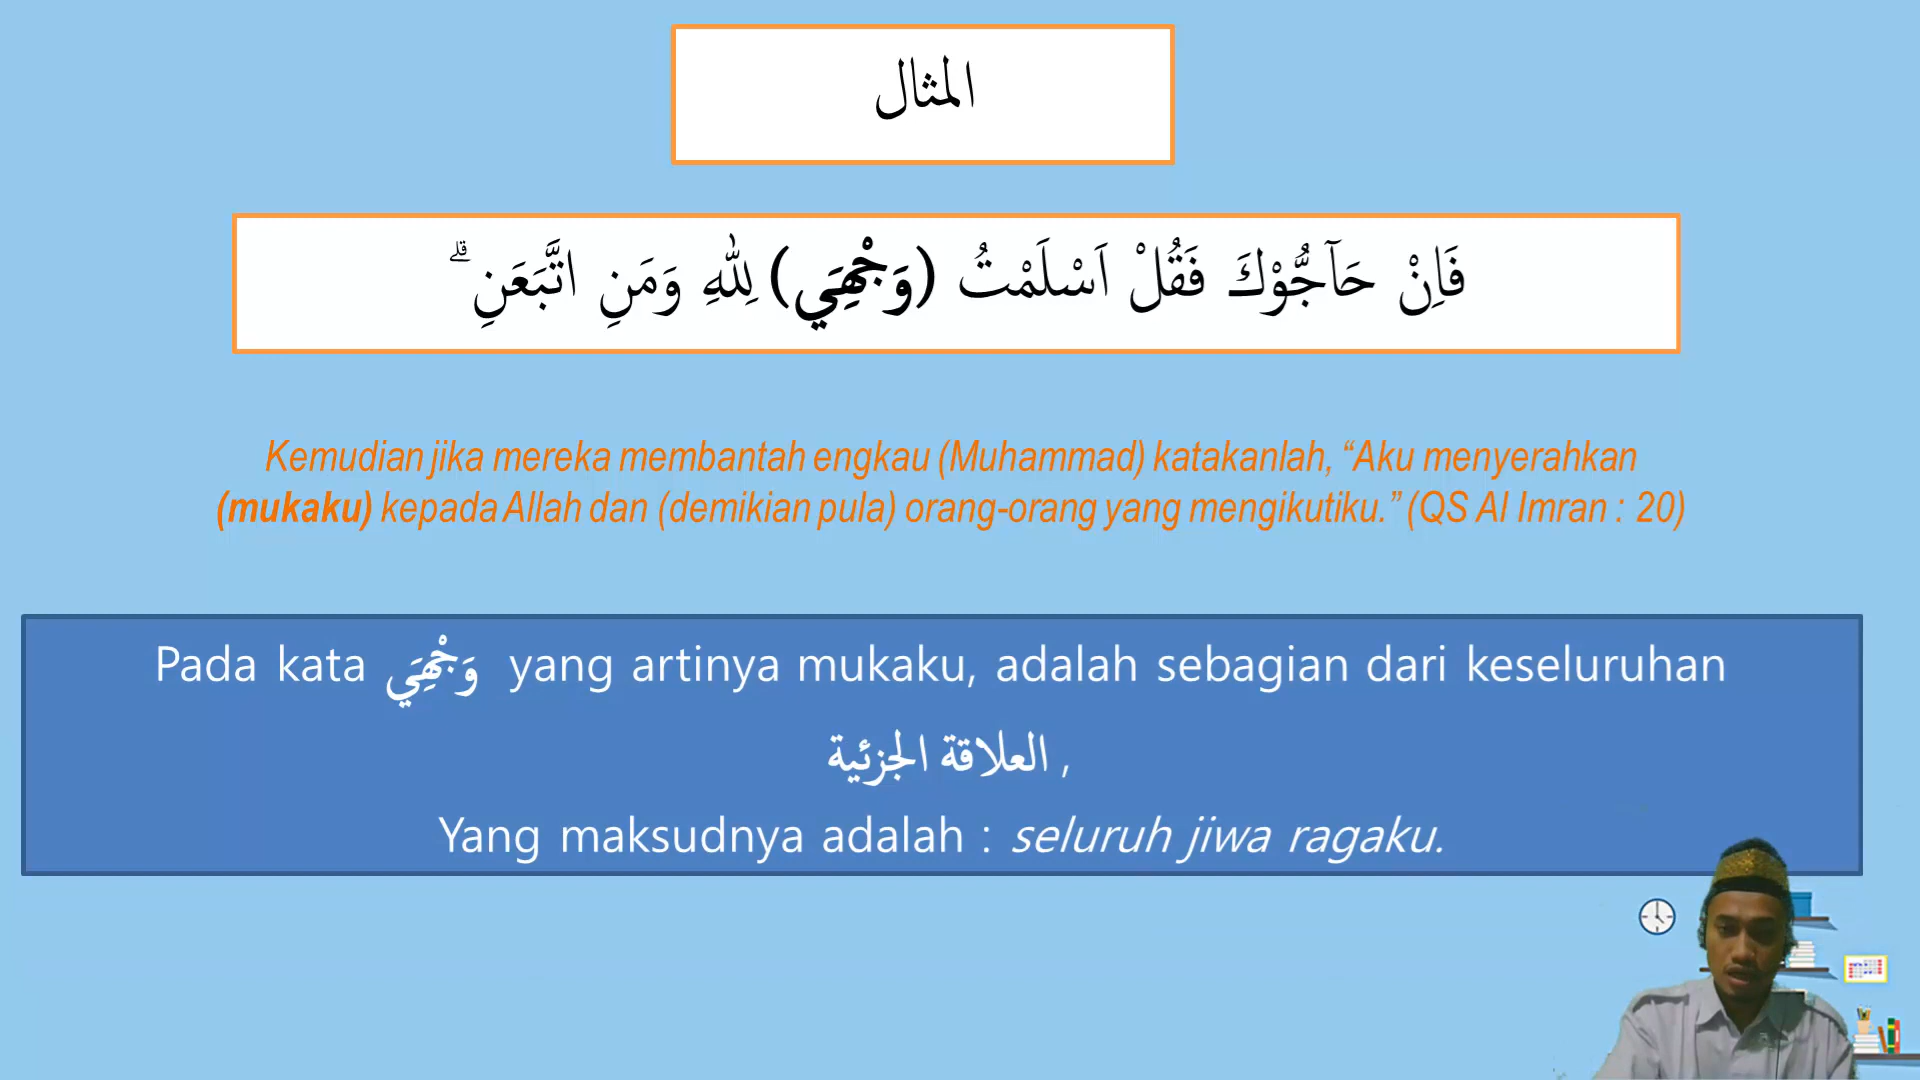 المثال
فَاِنْ حَآجُّوْكَ فَقُلْ اَسْلَمْتُ (وَجْهِيَ) لِلّٰهِ وَمَنِ اتَّبَعَنِ ۗ
Kemudian jika mereka membantah engkau (Muhammad) katakanlah, “Aku menyerahkan
(mukaku) kepada Allah dan (demikian pula) orang-orang yang mengikutiku.” (QS Al Imran : 20)
Pada kata وَجْهِيَ yang artinya mukaku, adalah sebagian dari keseluruhan
العلاقة الجزئية ,
Yang maksudnya adalah : seluruh jiwa ragaku.